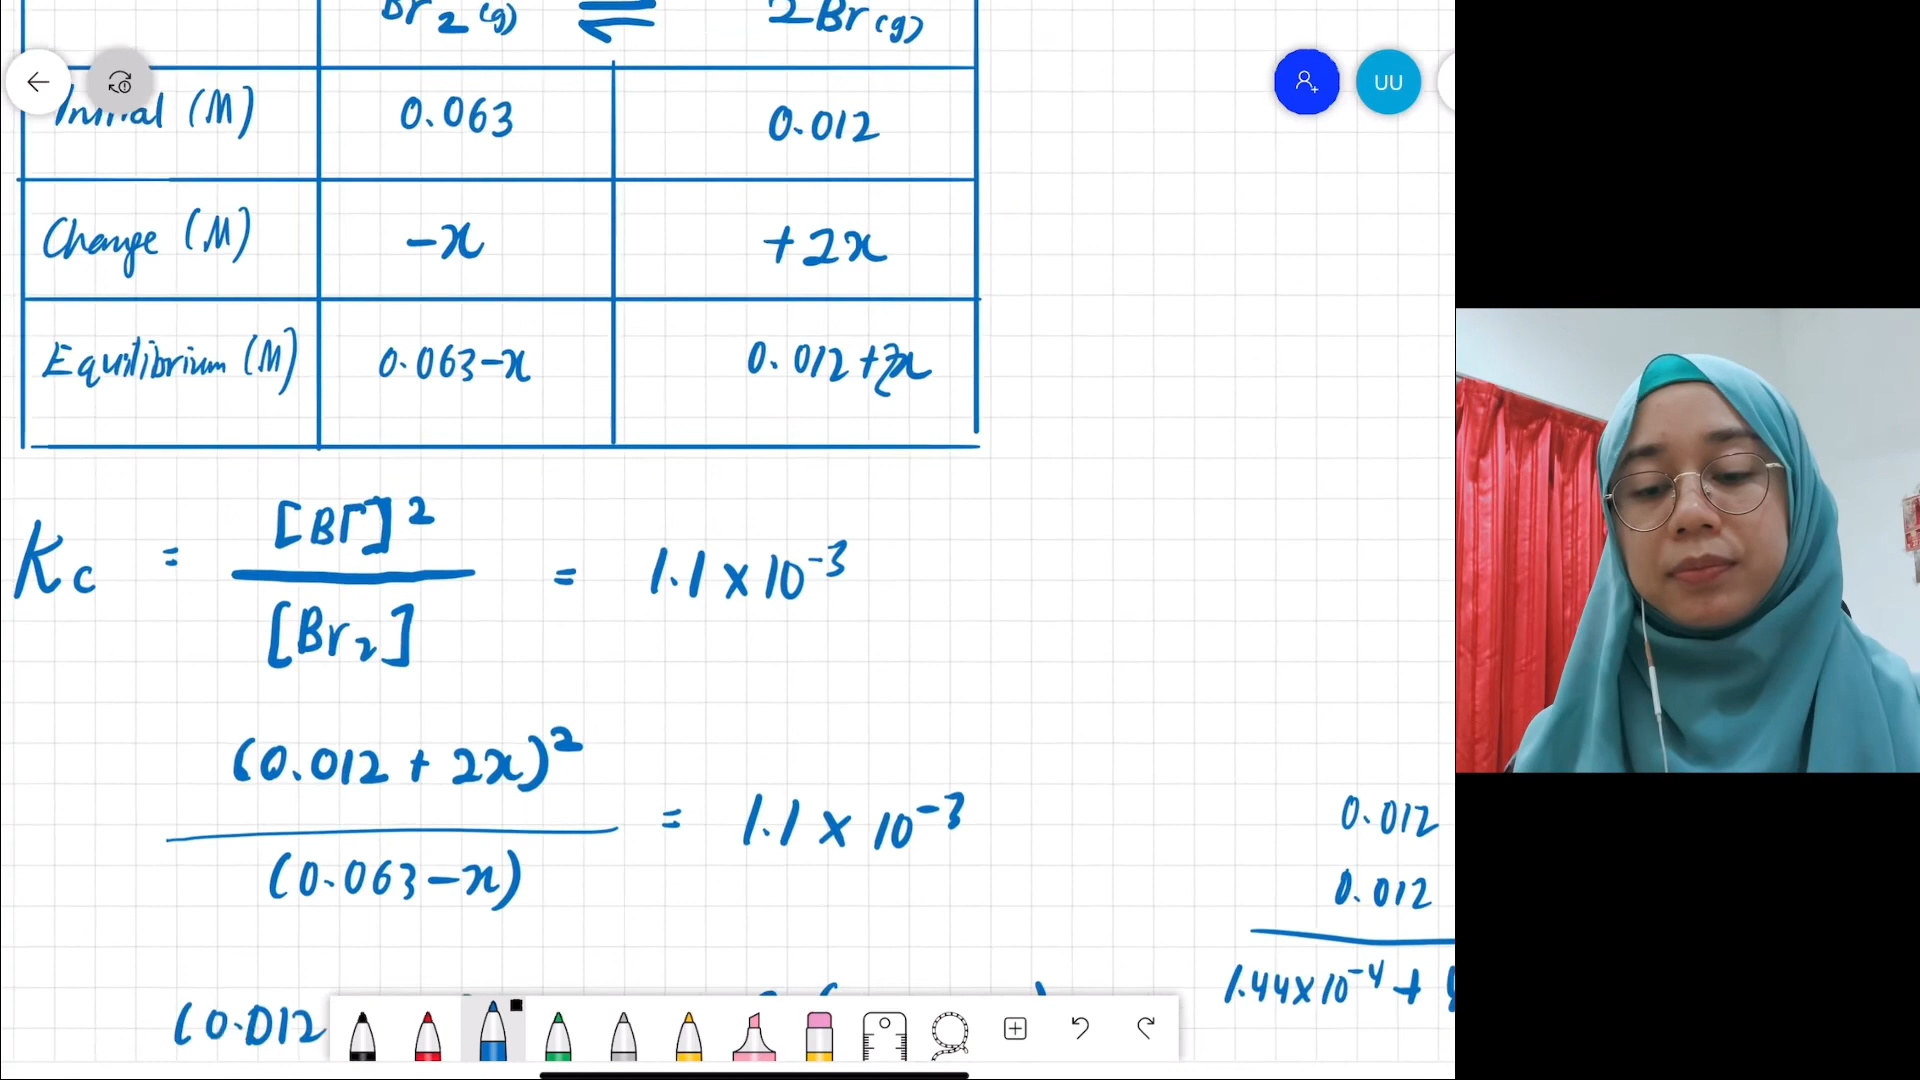 Br2(g) ⇌ 2Br(g)
UU
Initial (M) 0.063 0.012
Change (M) -x +2x
Equilibrium (M) 0.063-x 0.012+2x
Kc = [Br]² / [Br2] = 1.1 x 10⁻³
(0.012 + 2x)² / (0.063-x) = 1.1 x 10⁻³
0.012
0.012
1.44x10⁻⁴ +
(0.012